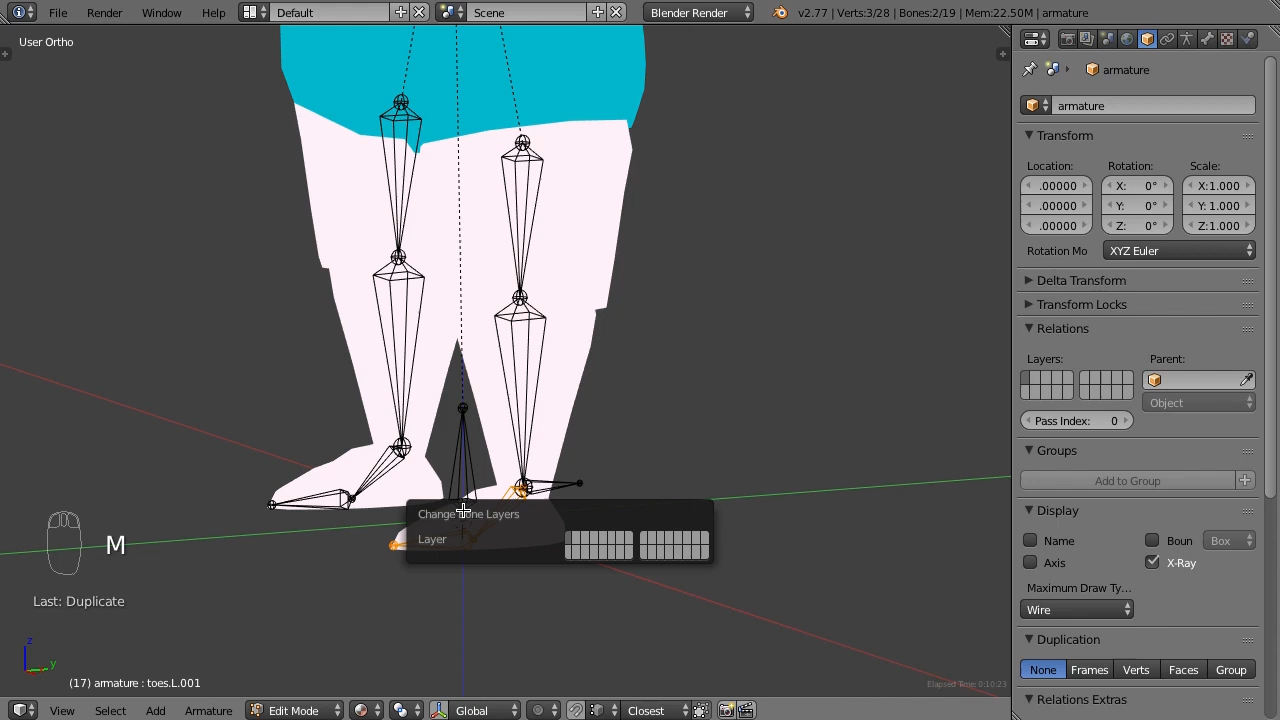 File Render Window Help Default Scene Blender Render v2.77 | Verts:3/28 | Bones:2/19 | Mem:22.50M | armature
User Ortho
armature
armature
Transform
Location: Rotation: Scale:
.00000 X: 0° X:1.000
.00000 Y: 0° Y: 1.000
.00000 Z: 0° Z:1.000
Rotation Mo XYZ Euler
Delta Transform
Transform Locks
Relations
Layers: Parent:
Object
Pass Index: 0
Groups
Add to Group
Display
Name Boun Box
Axis X-Ray
Maximum Draw Ty…
Wire
Duplication
None Frames Verts Faces Group
Relations Extras
Change Bone Layers
Layer
M
Last: Duplicate
z
y
(17) armature : toes.L.001
Elapsed Time: 0:10:23
View Select Add Armature Edit Mode Global Closest